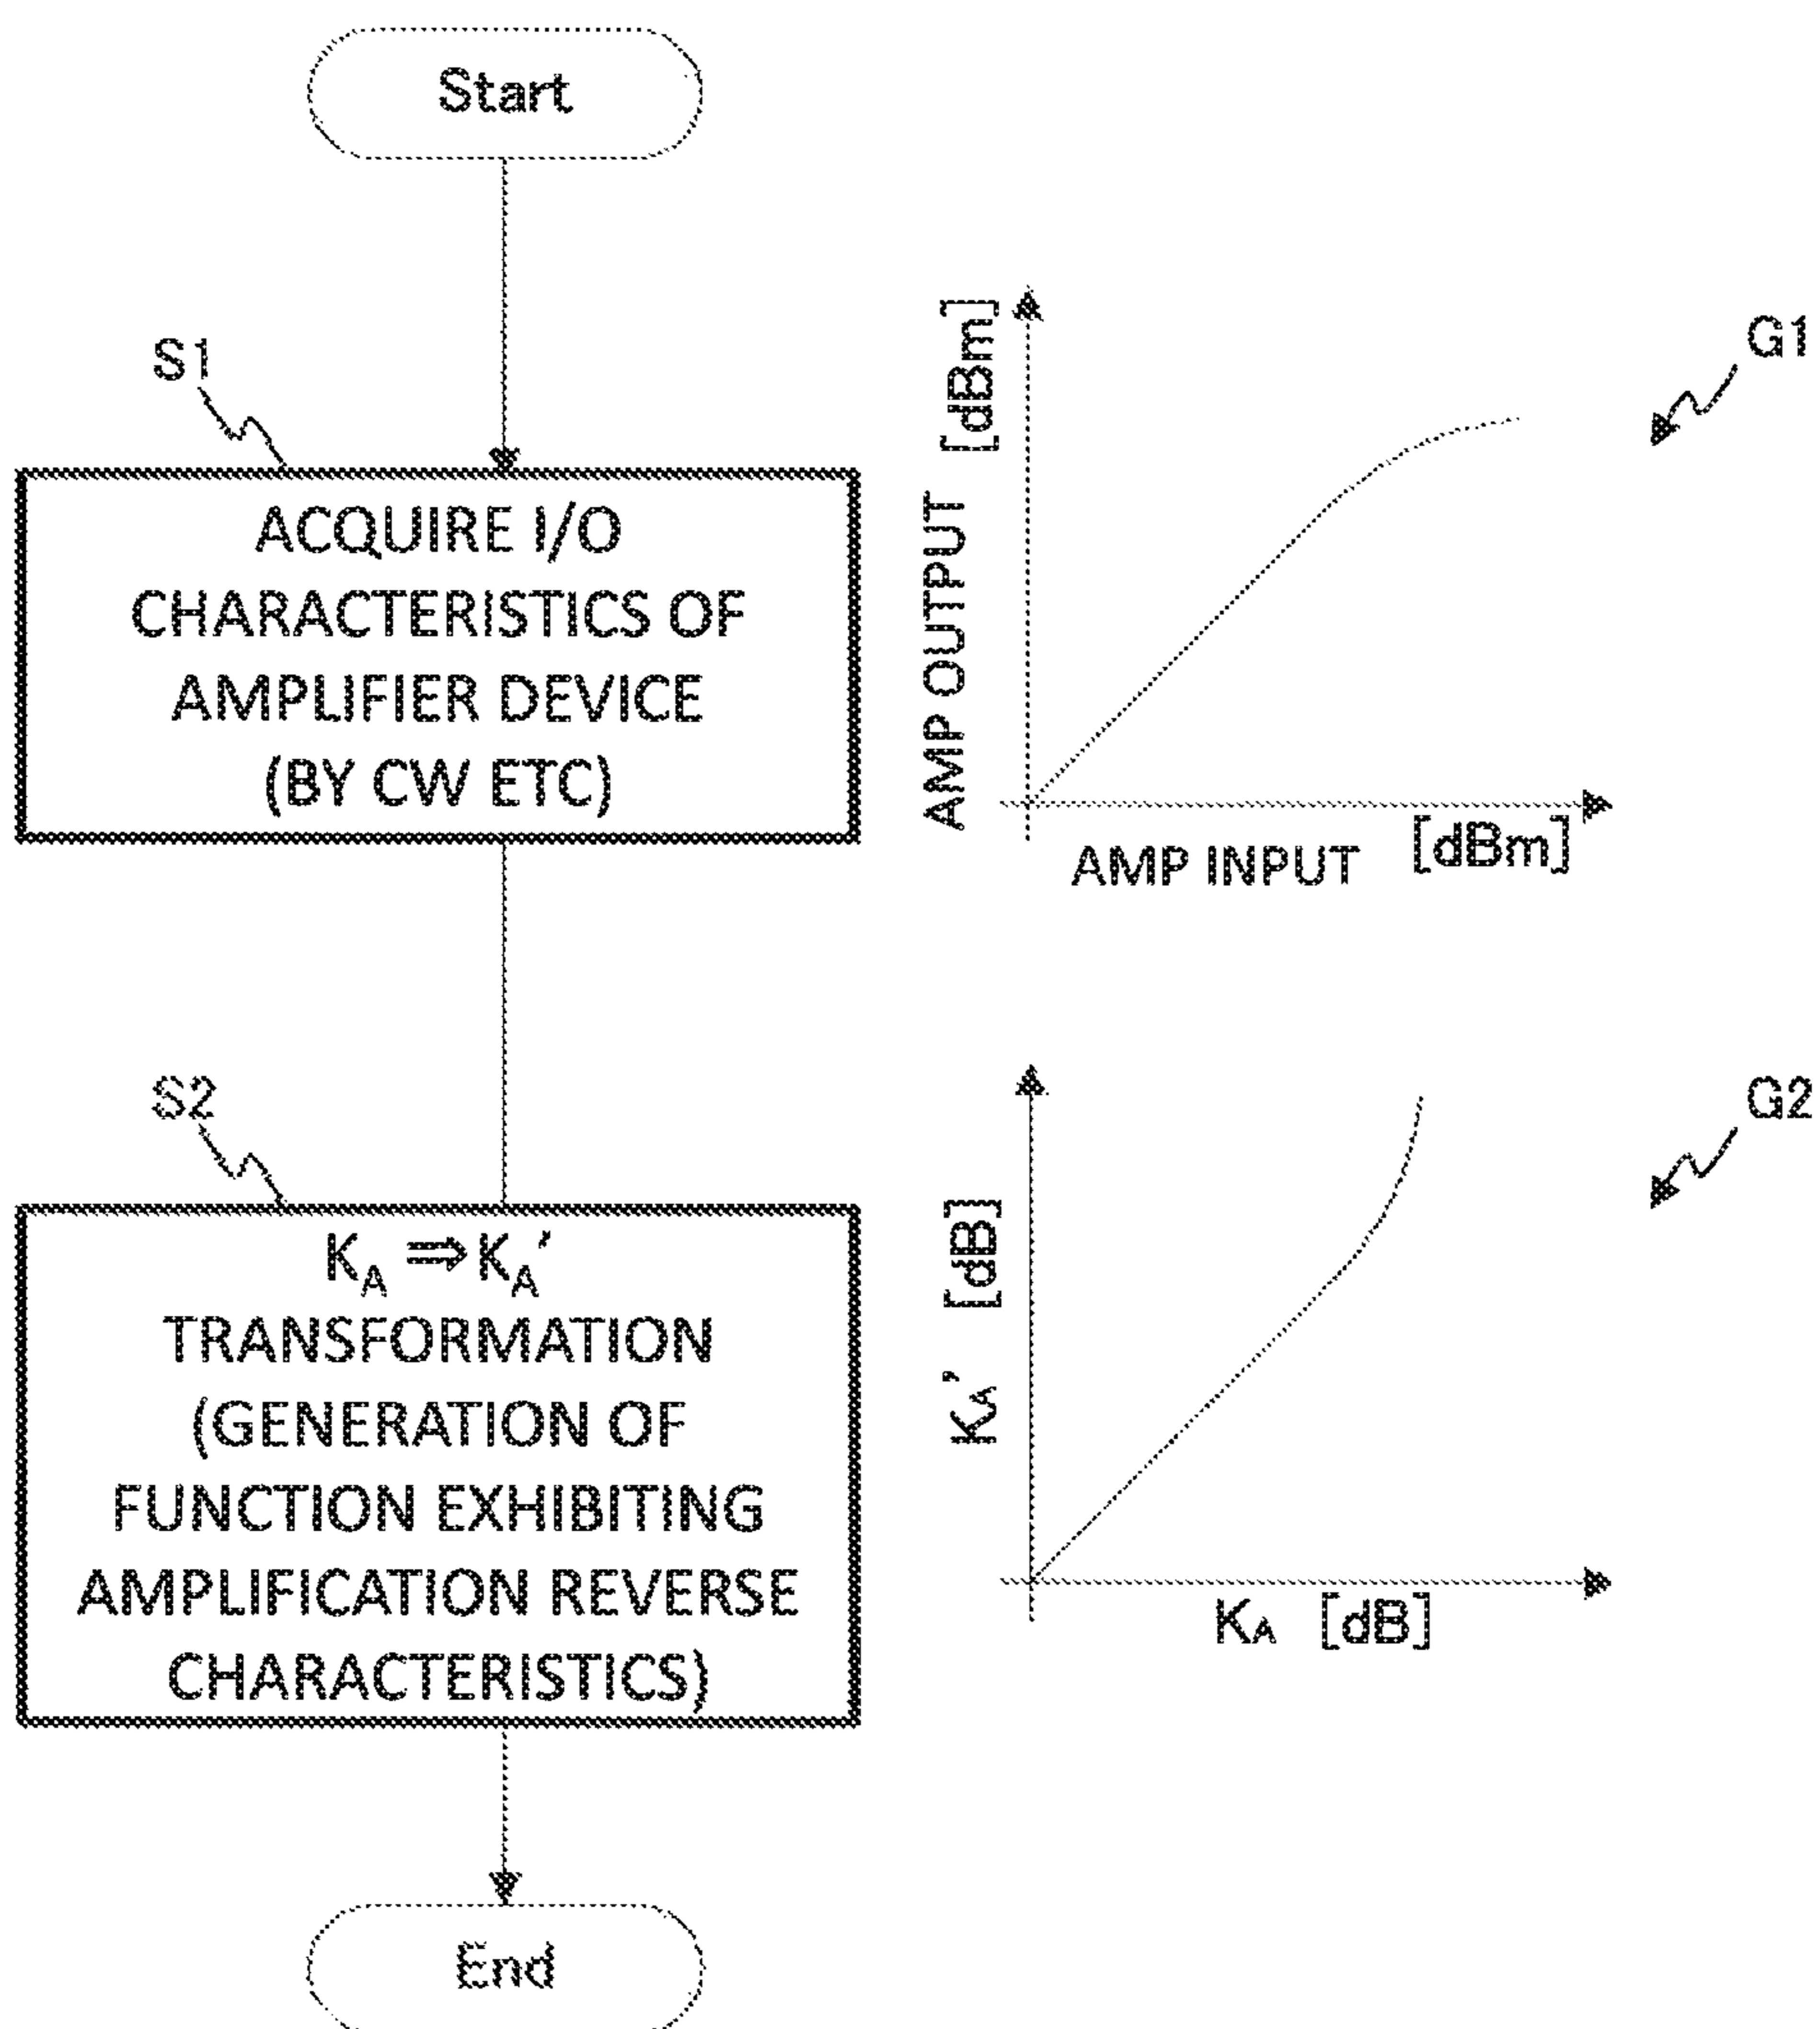 Start
S1
ACQUIRE I/O
CHARACTERISTICS OF
AMPLIFIER DEVICE
(BY CW ETC)
AMP OUTPUT [dBm]
AMP INPUT [dBm]
G1
S2
K_A ⇒ K_A′
TRANSFORMATION
(GENERATION OF
FUNCTION EXHIBITING
AMPLIFICATION REVERSE
CHARACTERISTICS)
K_A' [dB]
K_A [dB]
G2
End